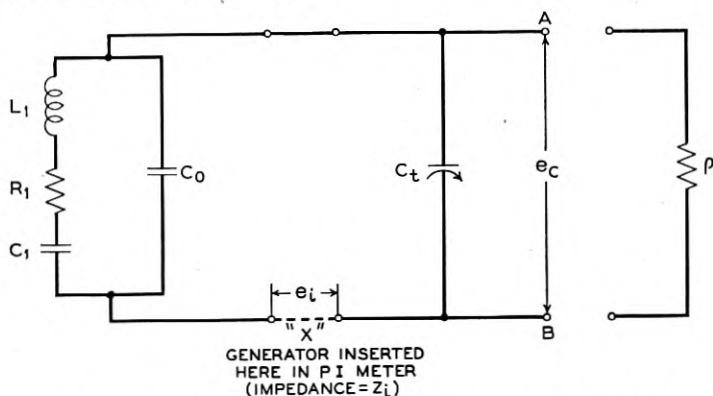 A
L1
R1
C1
C0
Ct
ec
ρ
ei
"X"
B
GENERATOR INSERTED
HERE IN PI METER
(IMPEDANCE=Zi)